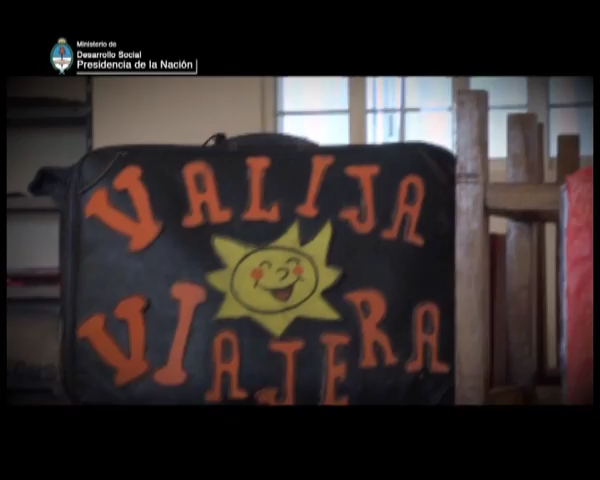 Ministerio de
Desarrollo Social
Presidencia de la Nación
VALIJA
VIAJERA